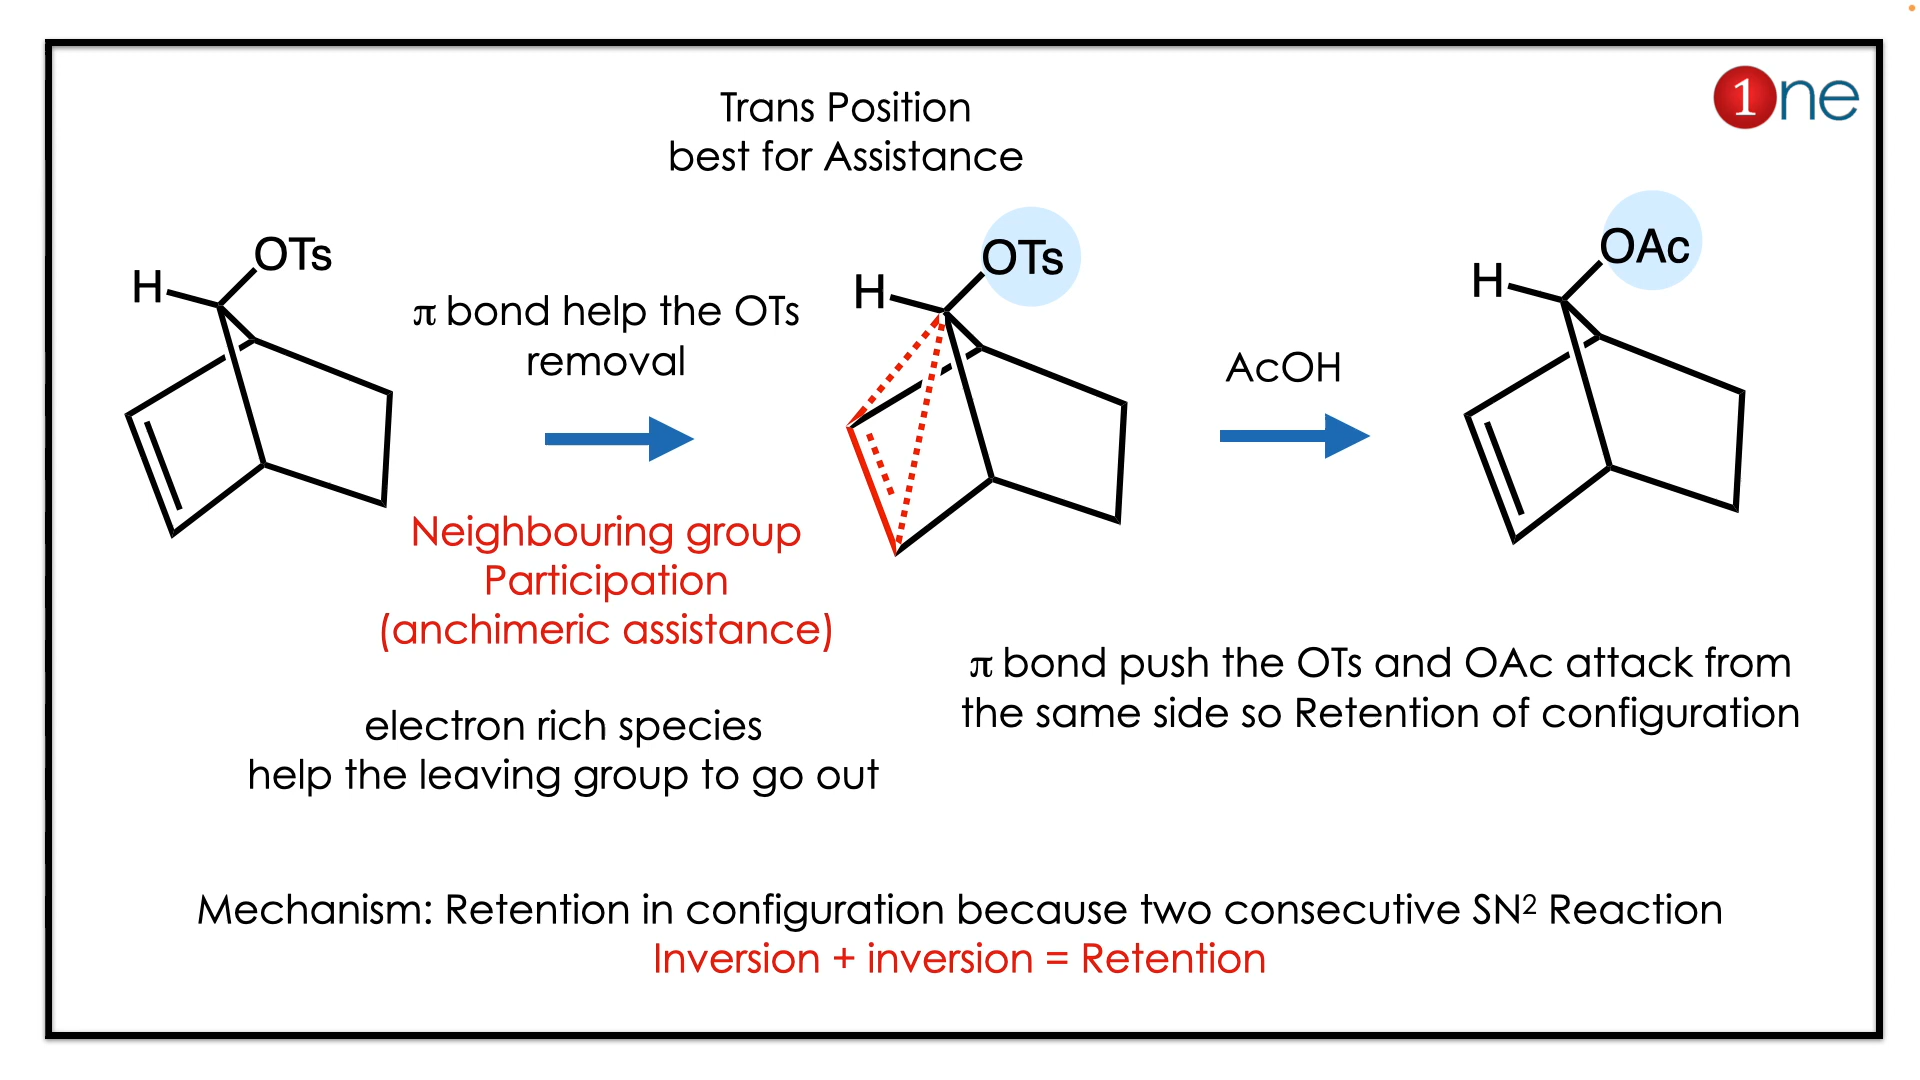 1ne
Trans Position
best for Assistance
OTs
H
π bond help the OTs
removal
OTs
H
AcOH
OAc
H
Neighbouring group
Participation
(anchimeric assistance)
electron rich species
help the leaving group to go out
π bond push the OTs and OAc attack from
the same side so Retention of configuration
Mechanism: Retention in configuration because two consecutive SN² Reaction
Inversion + inversion = Retention